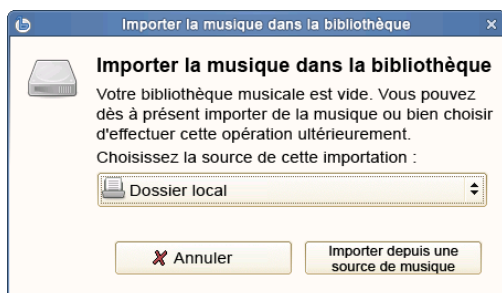 Importer la musique dans la bibliothèque
Importer la musique dans la bibliothèque
Votre bibliothèque musicale est vide. Vous pouvez
dès à présent importer de la musique ou bien choisir
d'effectuer cette opération ultérieurement.
Choisissez la source de cette importation :
Dossier local
Annuler
Importer depuis une
source de musique